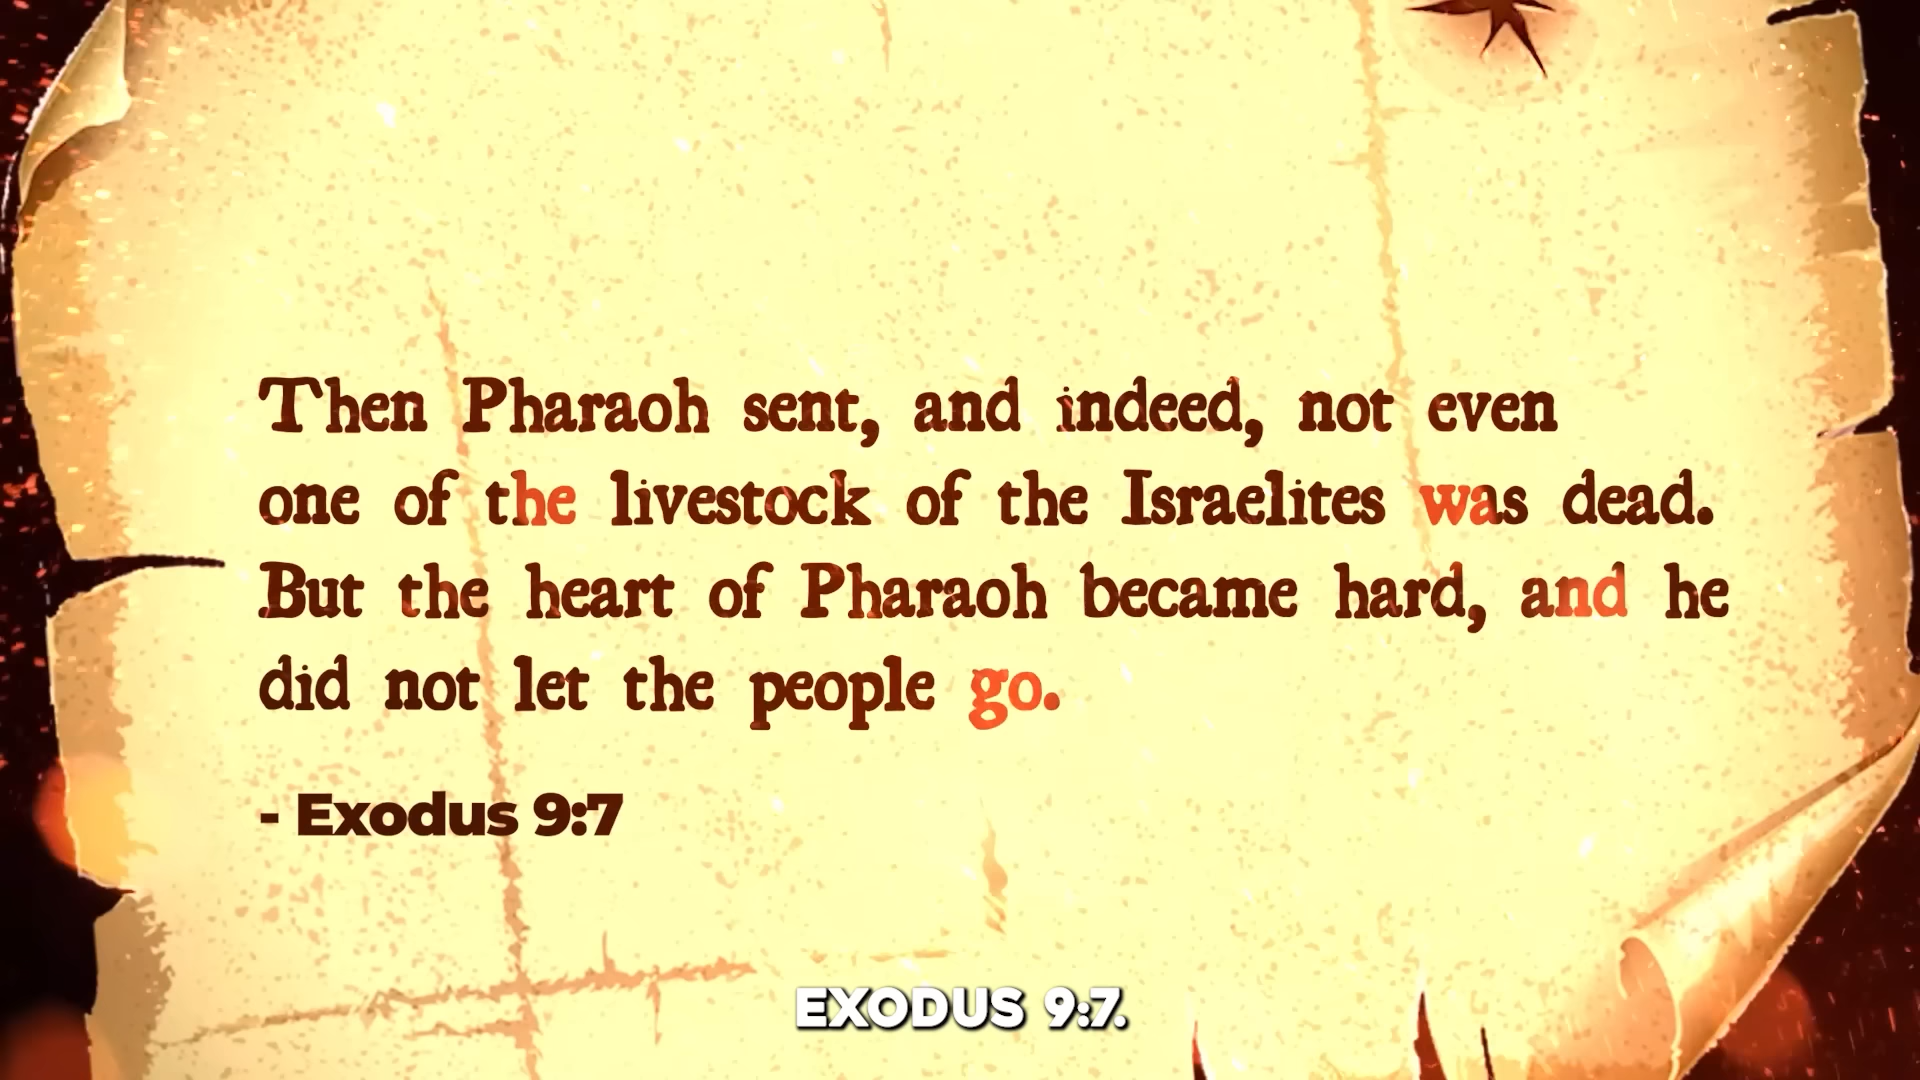 Then Pharaoh sent, and indeed, not even
one of the livestock of the Israelites was dead.
But the heart of Pharaoh became hard, and he
did not let the people go.
- Exodus 9:7
EXODUS 9:7.